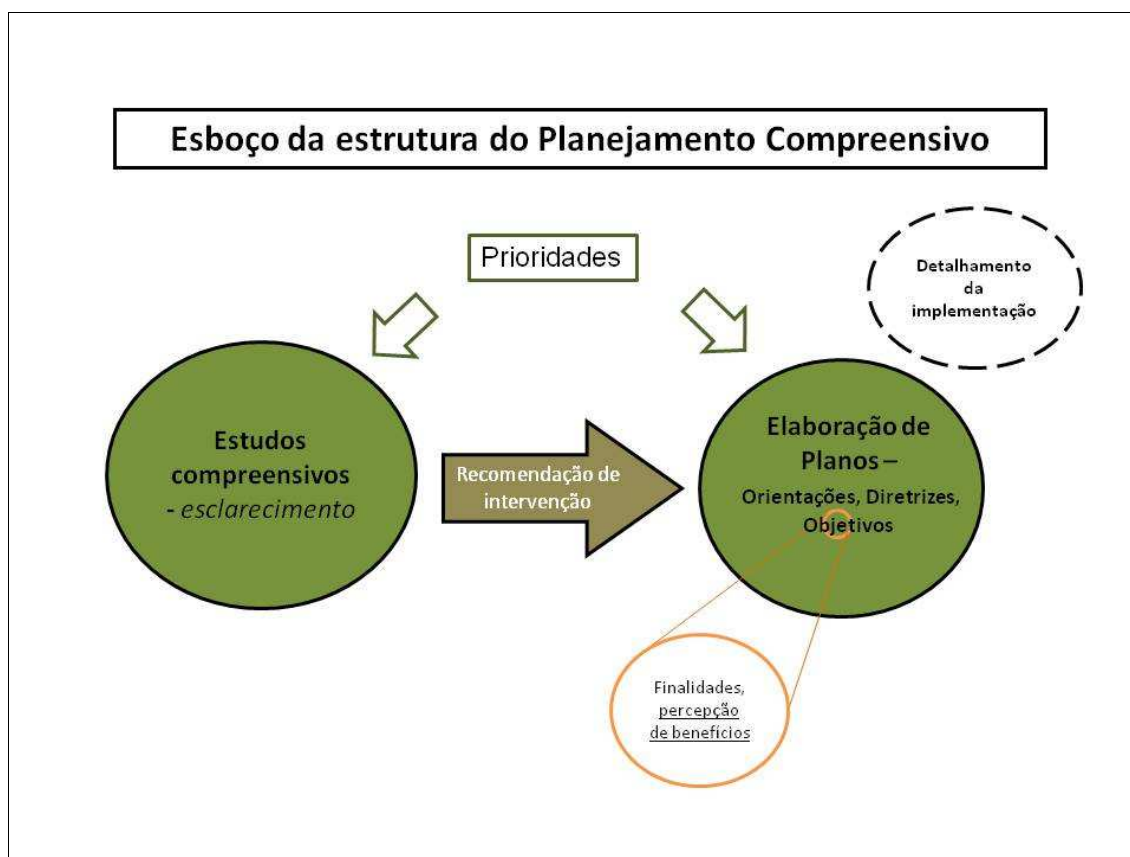 Esboço da estrutura do Planejamento Compreensivo
Prioridades
Detalhamento
da
implementação
Estudos
compreensivos
- esclarecimento
Recomendação de
intervenção
Elaboração de
Planos –
Orientações, Diretrizes,
Objetivos
Finalidades,
percepção
de benefícios